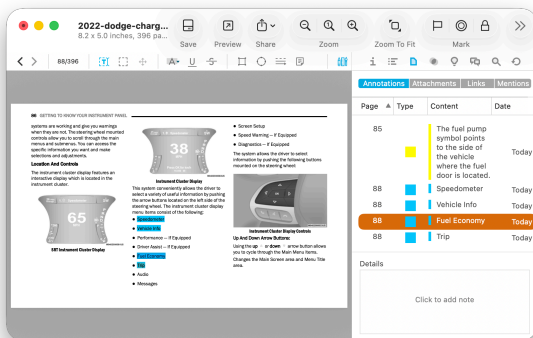 2022-dodge-charg...
8.2 x 5.0 inches, 396 pa...
Save
Preview
Share
Zoom
Zoom To Fit
Mark
88/396
Annotations
Attachments
Links
Mentions
86 GETTING TO KNOW YOUR INSTRUMENT PANEL
systems are working and give you warnings
when they are not. The steering wheel mounted
controls allow you to scroll through the main
menus and submenus. You can access the
specific information you want and make
selections and adjustments.
Location And Controls
The instrument cluster display features an
interactive display which is located in the
instrument cluster.
65
SRT Instrument Cluster Display
38
Instrument Cluster Display
This system conveniently allows the driver to
select a variety of useful information by pushing
the arrow buttons located on the left side of the
steering wheel. The instrument cluster display
menu items consist of the following:
● Speedometer
● Vehicle Info
● Performance — If Equipped
● Driver Assist — If Equipped
● Fuel Economy
● Trip
● Audio
● Messages
● Screen Setup
● Speed Warning — If Equipped
● Diagnostics — If Equipped
The system allows the driver to select
information by pushing the following buttons
mounted on the steering wheel:
Instrument Cluster Display Controls
Up And Down Arrow Buttons:
Using the up or down arrow button allows
you to cycle through the Main Menu Items.
Changes the Main Screen area and Menu Title
area.
Page Type Content Date
85 The fuel pump
symbol points
to the side of
the vehicle
where the fuel
door is located. Today
88 Speedometer Today
88 Vehicle Info Today
88 Fuel Economy Today
88 Trip Today
Details
Click to add note